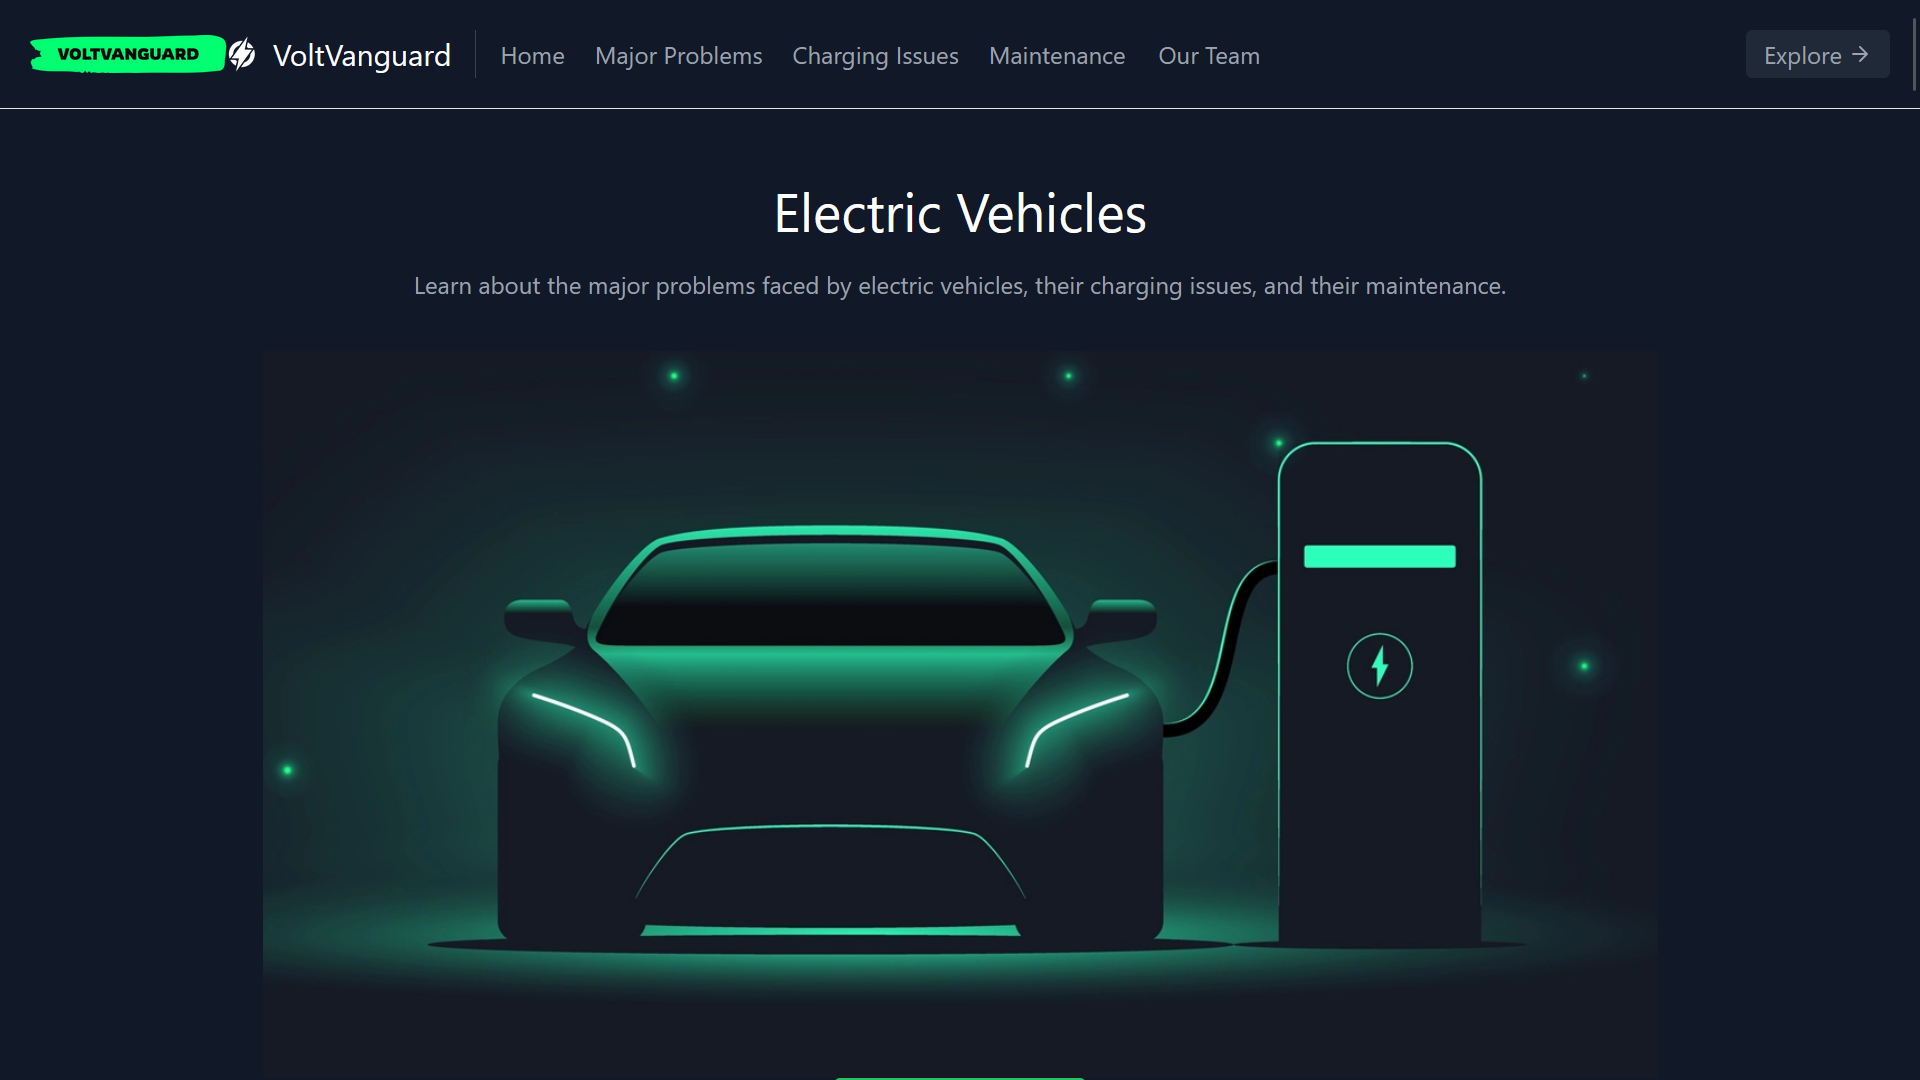 VOLTVANGUARD
VoltVanguard
Home
Major Problems
Charging Issues
Maintenance
Our Team
Explore →
Electric Vehicles
Learn about the major problems faced by electric vehicles, their charging issues, and their maintenance.